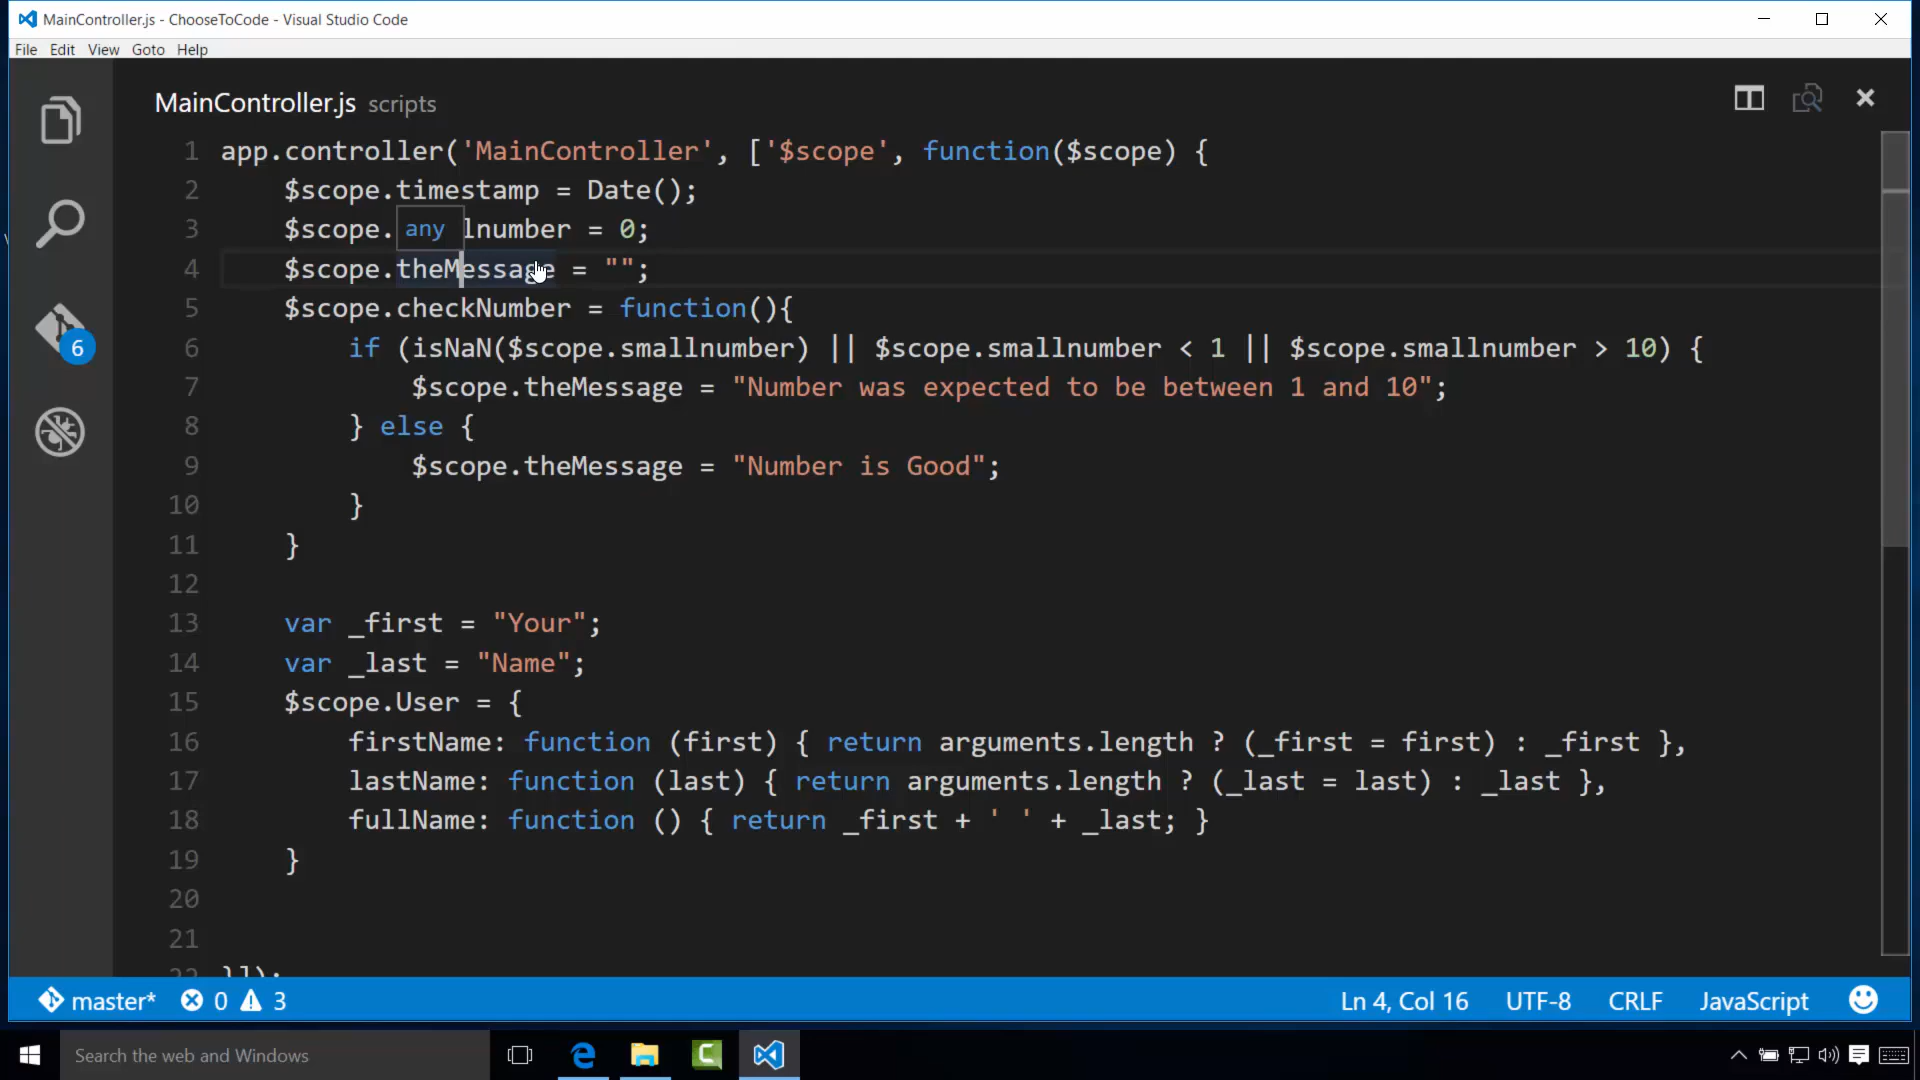 MainController.js - ChooseToCode - Visual Studio Code
File Edit View Goto Help
MainController.js scripts
1 app.controller('MainController', ['$scope', function($scope) {
2 $scope.timestamp = Date();
3 $scope. any lnumber = 0;
4 $scope.theMessage = "";
5 $scope.checkNumber = function(){
6 if (isNaN($scope.smallnumber) || $scope.smallnumber < 1 || $scope.smallnumber > 10) {
7 $scope.theMessage = "Number was expected to be between 1 and 10";
8 } else {
9 $scope.theMessage = "Number is Good";
10 }
11 }
12
13 var _first = "Your";
14 var _last = "Name";
15 $scope.User = {
16 firstName: function (first) { return arguments.length ? (_first = first) : _first },
17 lastName: function (last) { return arguments.length ? (_last = last) : _last },
18 fullName: function () { return _first + ' ' + _last; }
19 }
20
21
22 }]);
6
master* 0 3 Ln 4, Col 16 UTF-8 CRLF JavaScript
Search the web and Windows